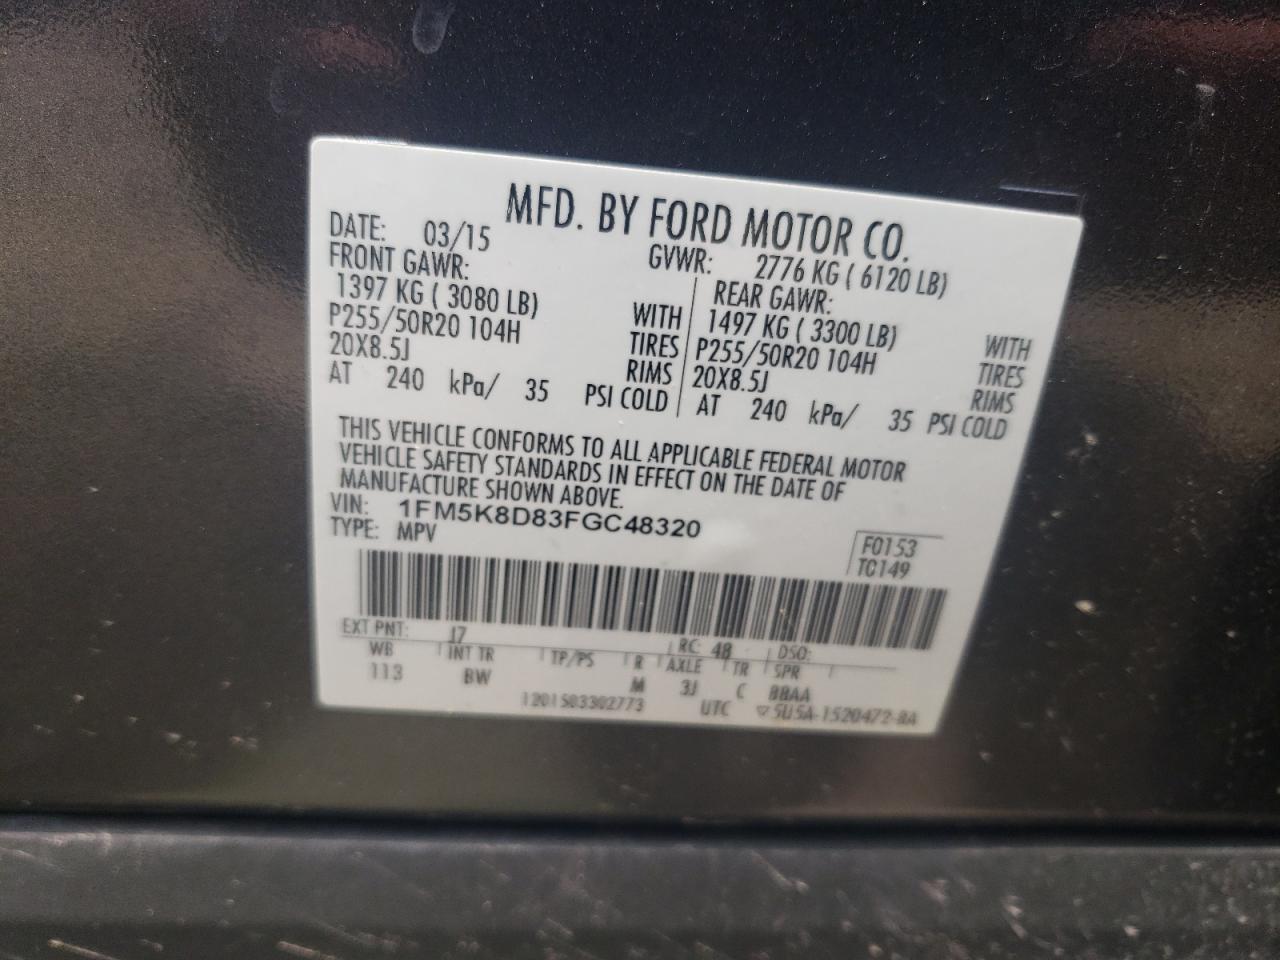 MFD. BY FORD MOTOR CO.
DATE: 03/15 GVWR: 2776 KG ( 6120 LB)
FRONT GAWR: REAR GAWR:
1397 KG ( 3080 LB) WITH 1497 KG ( 3300 LB) WITH
P255/50R20 104H TIRES P255/50R20 104H TIRES
20X8.5J RIMS 20X8.5J RIMS
AT 240 kPa/ 35 PSI COLD AT 240 kPa/ 35 PSI COLD
THIS VEHICLE CONFORMS TO ALL APPLICABLE FEDERAL MOTOR
VEHICLE SAFETY STANDARDS IN EFFECT ON THE DATE OF
MANUFACTURE SHOWN ABOVE.
VIN: 1FM5K8D83FGC48320
TYPE: MPV
F0153
TC149
EXT PNT: J7 RC: 48 DSO:
WB INT TR TP/PS R AXLE TR SPR
113 BW M 3J C BBAA
1201503302773 UTC ▽5U5A-1520472-BA